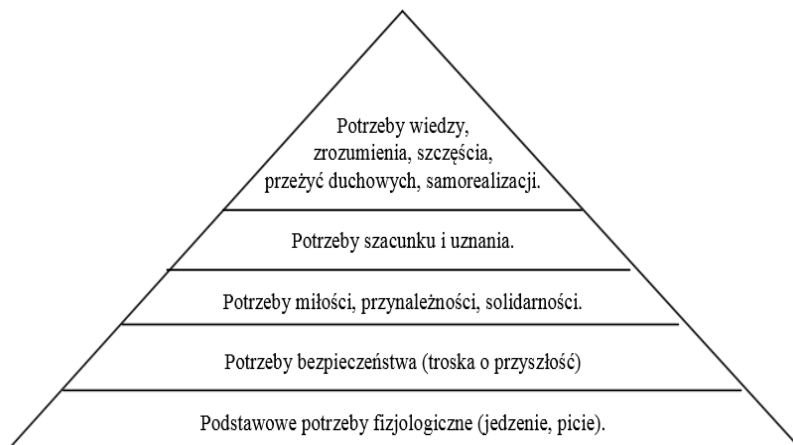 Potrzeby wiedzy,
zrozumienia, szczęścia,
przeżyć duchowych, samorealizacji.
Potrzeby szacunku i uznania.
Potrzeby miłości, przynależności, solidarności.
Potrzeby bezpieczeństwa (troska o przyszłość)
Podstawowe potrzeby fizjologiczne (jedzenie, picie).